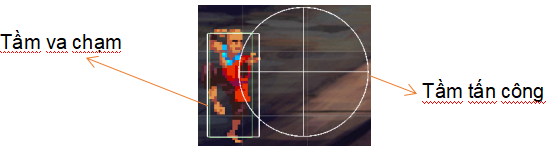 Tầm va chạm
Tầm tấn công